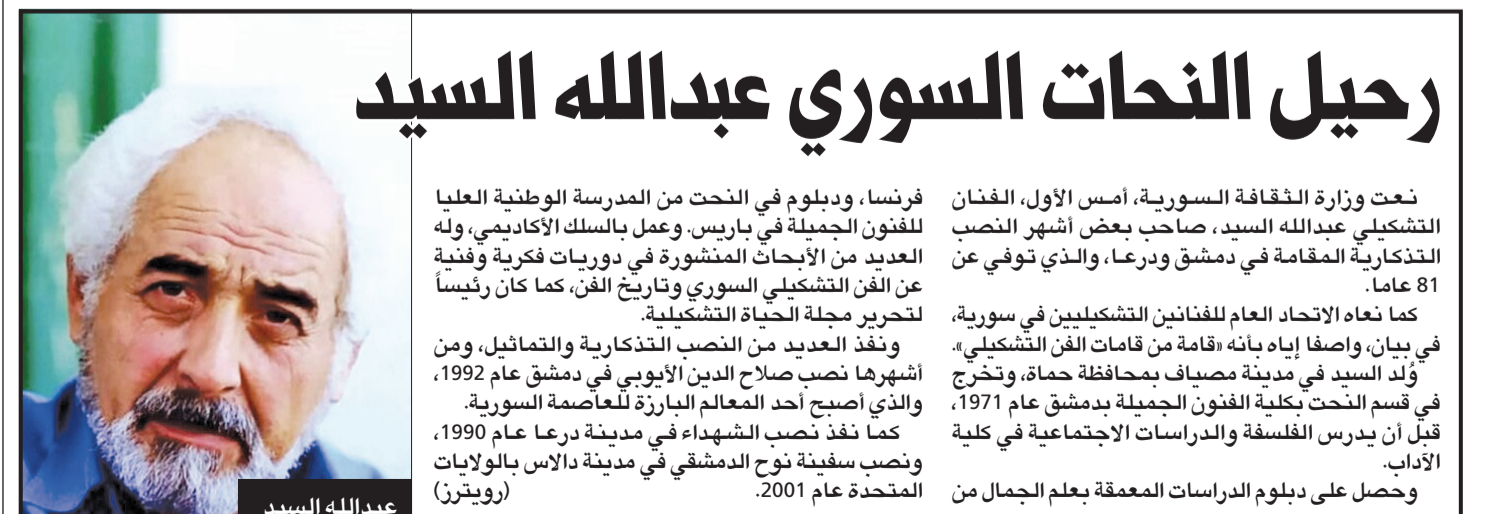 رحيل النحات السوري عبدالله السيد
نعت وزارة الثقافة السورية، أمس الأول، الفنان
التشكيلي عبدالله السيد، صاحب بعض أشهر النصب
التذكارية المقامة في دمشق ودرعا، والذي توفي عن
81 عاما.
كما نعاه الاتحاد العام للفنانين التشكيليين في سورية،
في بيان، واصفا إياه بأنه «قامة من قامات الفن التشكيلي».
وُلد السيد في مدينة مصياف بمحافظة حماة، وتخرج
في قسم النحت بكلية الفنون الجميلة بدمشق عام 1971،
قبل أن يدرس الفلسفة والدراسات الاجتماعية في كلية
الآداب.
وحصل على دبلوم الدراسات المعمقة بعلم الجمال من
فرنسا، ودبلوم في النحت من المدرسة الوطنية العليا
للفنون الجميلة في باريس. وعمل بالسلك الأكاديمي، وله
العديد من الأبحاث المنشورة في دوريات فكرية وفنية
عن الفن التشكيلي السوري وتاريخ الفن، كما كان رئيساً
لتحرير مجلة الحياة التشكيلية.
ونفذ العديد من النصب التذكارية والتماثيل، ومن
أشهرها نصب صلاح الدين الأيوبي في دمشق عام 1992،
والذي أصبح أحد المعالم البارزة للعاصمة السورية.
كما نفذ نصب الشهداء في مدينة درعا عام 1990،
ونصب سفينة نوح الدمشقي في مدينة دالاس بالولايات
المتحدة عام 2001. (رويترز)
عبدالله السيد